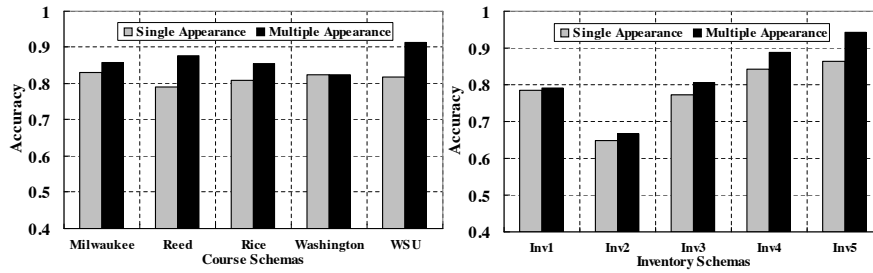 1
0.9
0.8
0.7
0.6
0.5
0.4
Accuracy
Single Appearance Multiple Appearance
Milwaukee Reed Rice Washington WSU
Course Schemas
1
0.9
0.8
0.7
0.6
0.5
0.4
Accuracy
Single Appearance Multiple Appearance
Inv1 Inv2 Inv3 Inv4 Inv5
Inventory Schemas